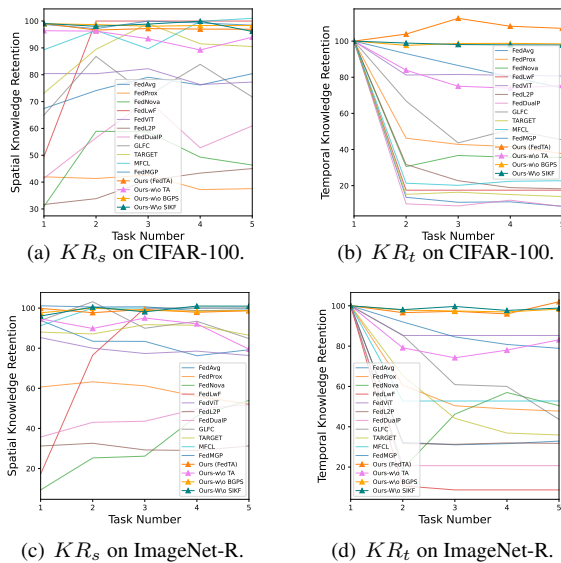 Spatial Knowledge Retention
100
90
80
70
60
50
40
30
1 2 3 4 5
Task Number
FedAvg
FedProx
FedNova
FedLwF
FedViT
FedL2P
FedDualP
GLFC
TARGET
MFCL
FedMGP
Ours (FedTA)
Ours-w\o TA
Ours-w\o BGPS
Ours-W\o SIKF
(a) KR_s on CIFAR-100.
Temporal Knowledge Retention
100
80
60
40
20
1 2 3 4 5
Task Number
FedAvg
FedProx
FedNova
FedLwF
FedViT
FedL2P
FedDualP
GLFC
TARGET
MFCL
FedMGP
Ours (FedTA)
Ours-w\o TA
Ours-w\o BGPS
Ours-W\o SIKF
(b) KR_t on CIFAR-100.
Spatial Knowledge Retention
100
80
60
40
20
1 2 3 4 5
Task Number
FedAvg
FedProx
FedNova
FedLwF
FedViT
FedL2P
FedDualP
GLFC
TARGET
MFCL
FedMGP
Ours (FedTA)
Ours-w\o TA
Ours-w\o BGPS
Ours-W\o SIKF
(c) KR_s on ImageNet-R.
Temporal Knowledge Retention
100
80
60
40
20
1 2 3 4 5
Task Number
FedAvg
FedProx
FedNova
FedLwF
FedViT
FedL2P
FedDualP
GLFC
TARGET
MFCL
FedMGP
Ours (FedTA)
Ours-w\o TA
Ours-w\o BGPS
Ours-W\o SIKF
(d) KR_t on ImageNet-R.